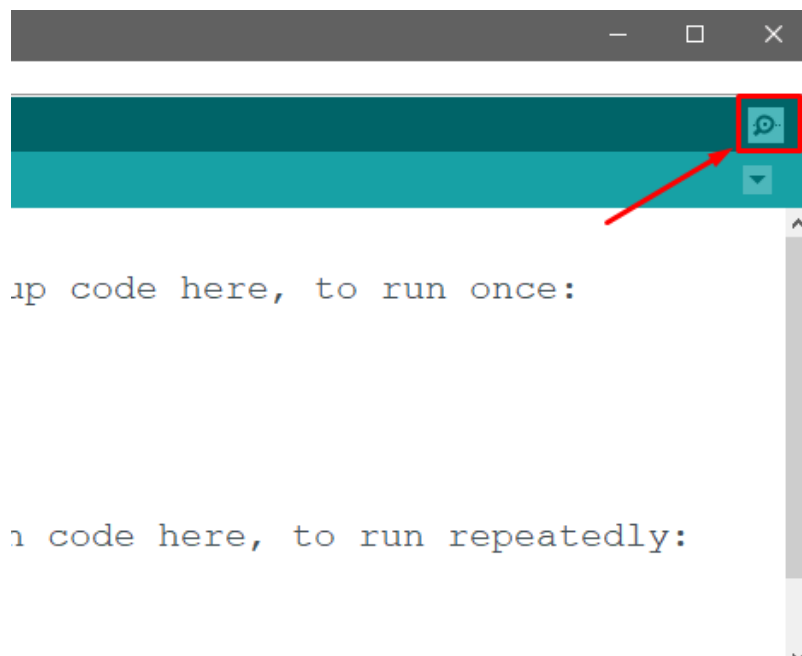 up code here, to run once:
n code here, to run repeatedly: